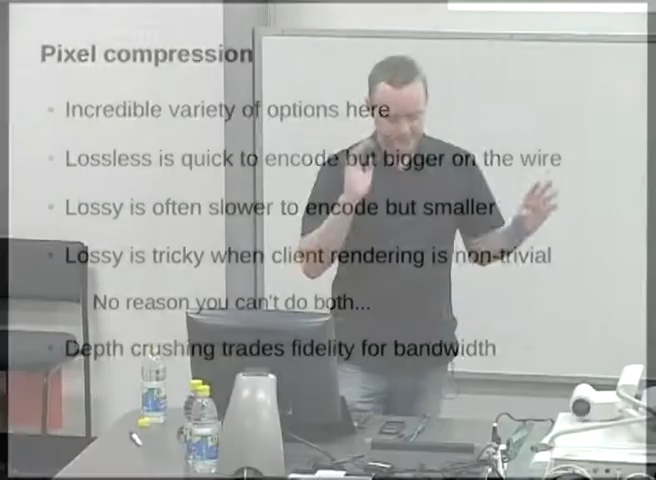 Pixel compression
Incredible variety of options here
Lossless is quick to encode but bigger on the wire
Lossy is often slower to encode but smaller
Lossy is tricky when client rendering is non-trivial
No reason you can't do both...
Depth crushing trades fidelity for bandwidth